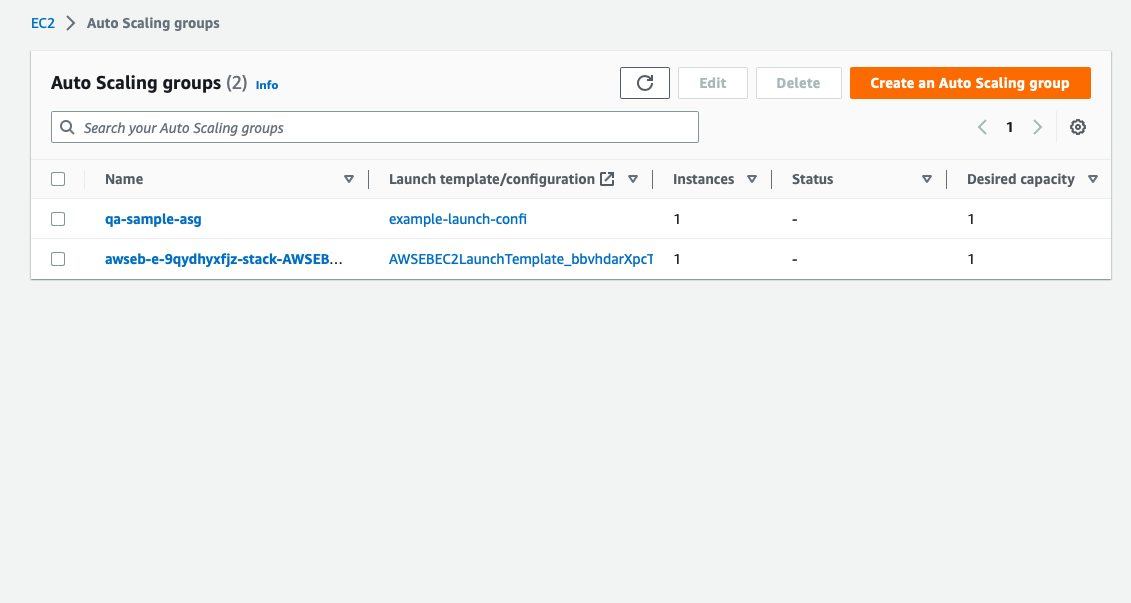 EC2 Auto Scaling groups
Auto Scaling groups (2) Info
Edit
Delete
Create an Auto Scaling group
Search your Auto Scaling groups
1
Name Launch template/configuration Instances Status Desired capacity
qa-sample-asg example-launch-confi 1 - 1
awseb-e-9qydhyxfjz-stack-AWSEB... AWSEBEC2LaunchTemplate_bbvhdarXpcT 1 - 1